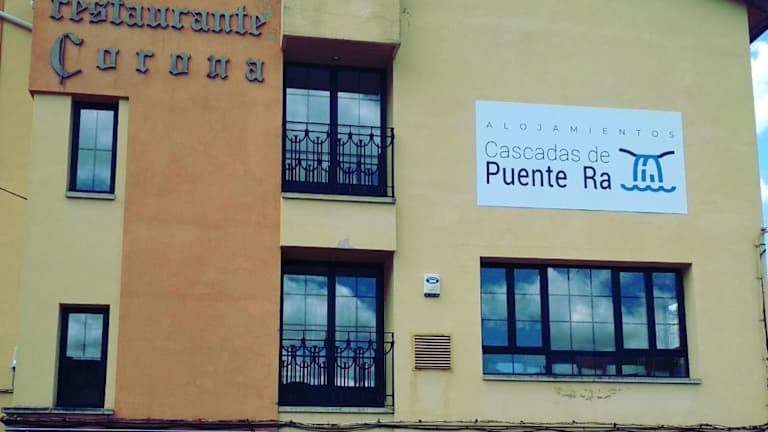 restaurante
Corona
ALOJAMIENTOS
Cascadas de
Puente Ra